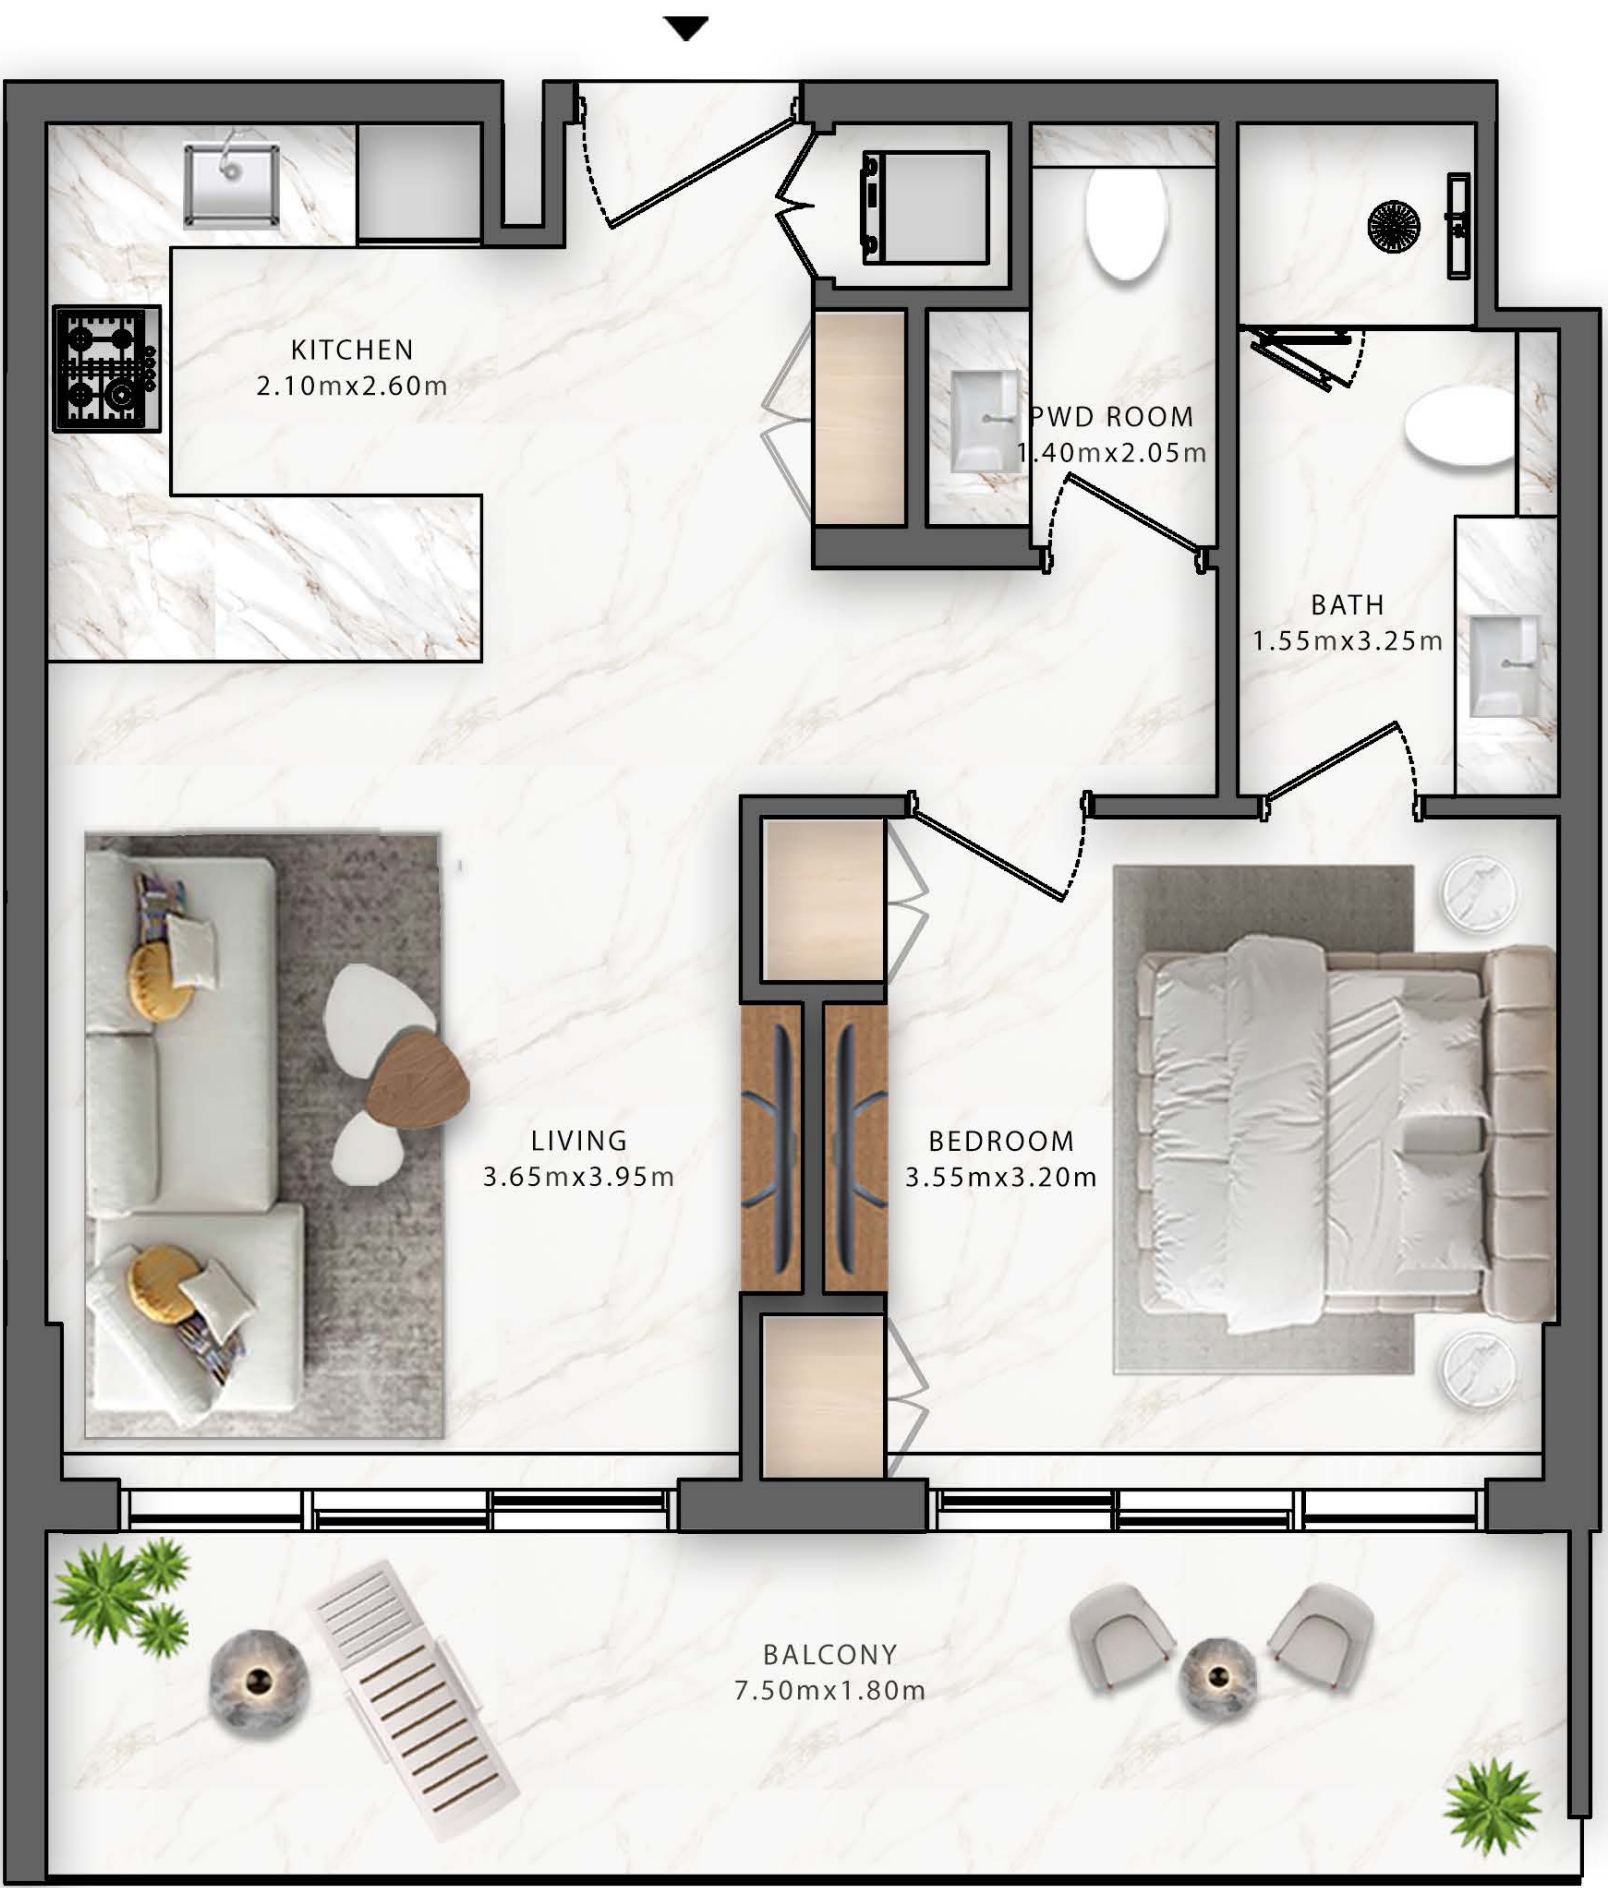 KITCHEN
2.10mx2.60m
PWD ROOM
1.40mx2.05m
BATH
1.55mx3.25m
LIVING
3.65mx3.95m
BEDROOM
3.55mx3.20m
BALCONY
7.50mx1.80m